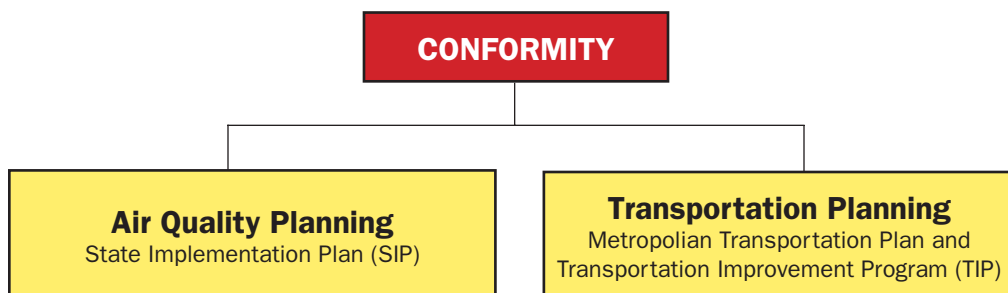 CONFORMITY
Air Quality Planning
State Implementation Plan (SIP)
Transportation Planning
Metropolian Transportation Plan and
Transportation Improvement Program (TIP)